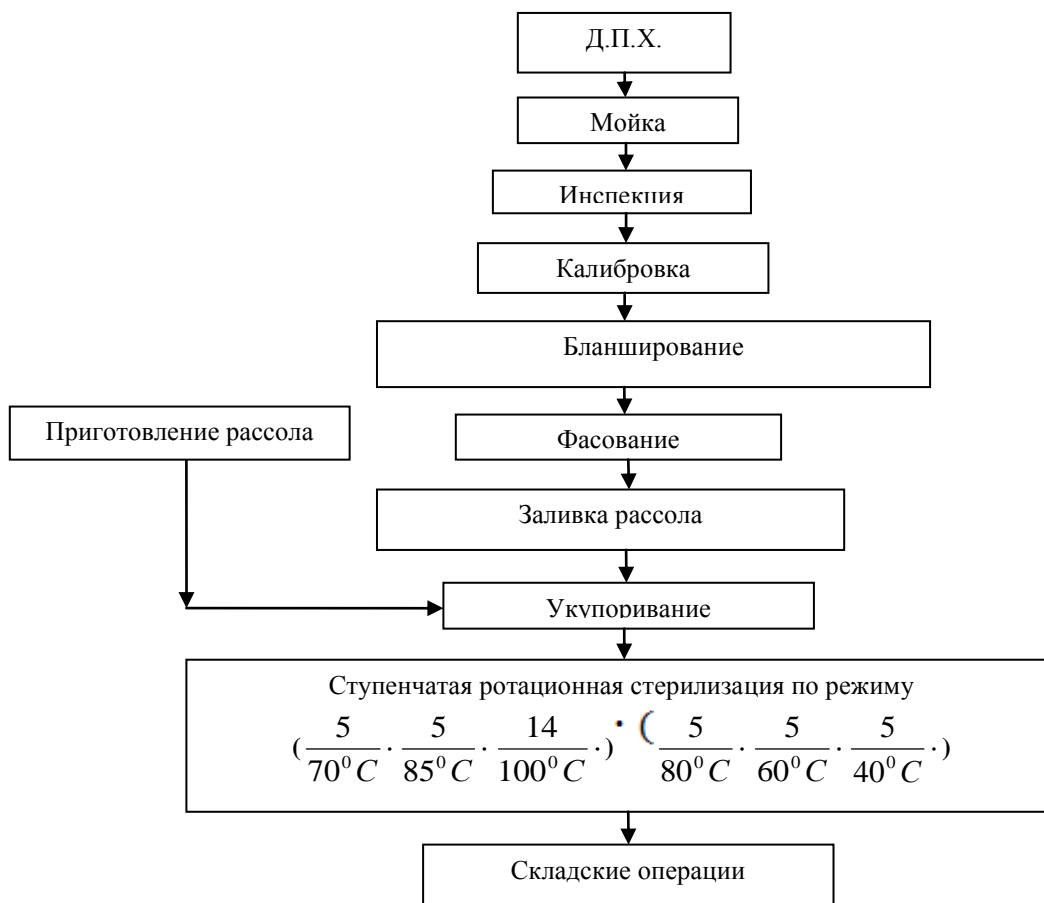 Д.П.Х.
Мойка
Инспекция
Калибровка
Бланширование
Приготовление рассола
Фасование
Заливка рассола
Укупоривание
Ступенчатая ротационная стерилизация по режиму
(5/70⁰C · 5/85⁰C · 14/100⁰C ·) · (5/80⁰C · 5/60⁰C · 5/40⁰C ·)
Складские операции